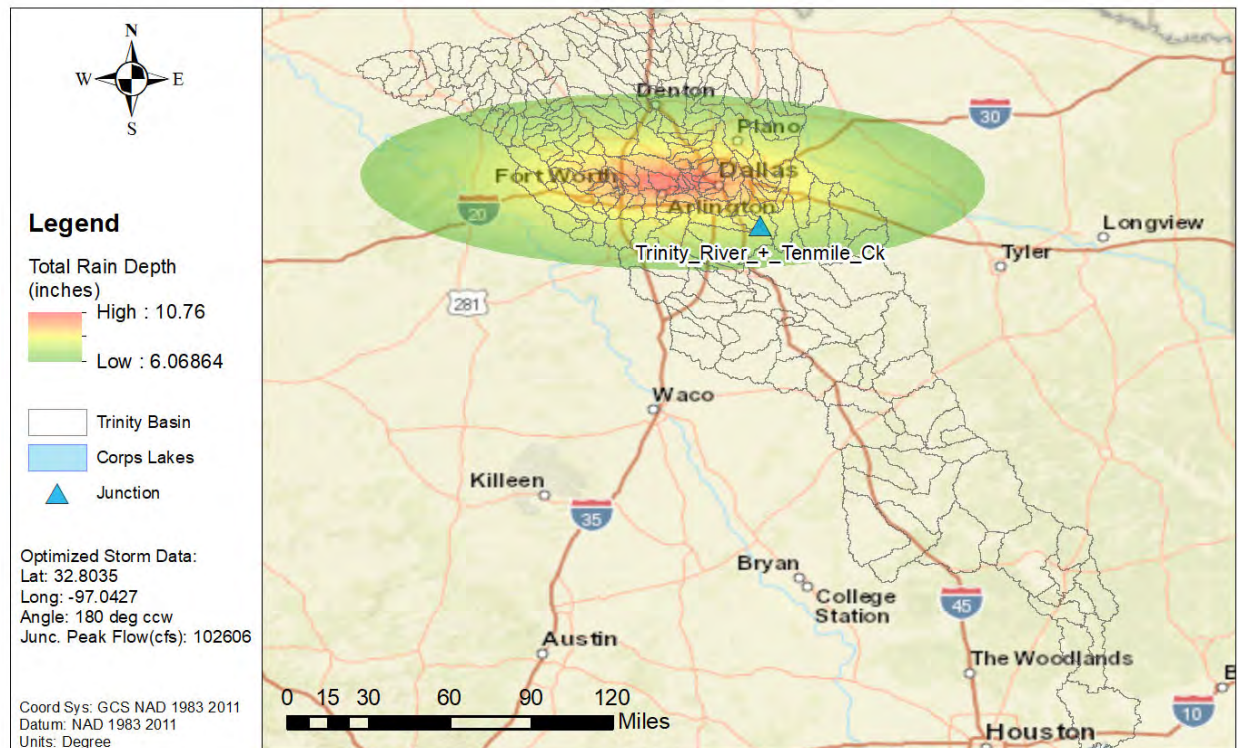 N
W E
S
Legend
Total Rain Depth
(inches)
High : 10.76
Low : 6.06864
Trinity Basin
Corps Lakes
Junction
Optimized Storm Data:
Lat: 32.8035
Long: -97.0427
Angle: 180 deg ccw
Junc. Peak Flow(cfs): 102606
Coord Sys: GCS NAD 1983 2011
Datum: NAD 1983 2011
Units: Degree
Denton
30
Plano
Fort Worth
Dallas
20
Arlington
Longview
Trinity_River_+_Tenmile_Ck
Tyler
281
Waco
Killeen
35
Bryan
College
Station
45
Austin
The Woodlands
B
10
Houston
0 15 30 60 90 120
Miles